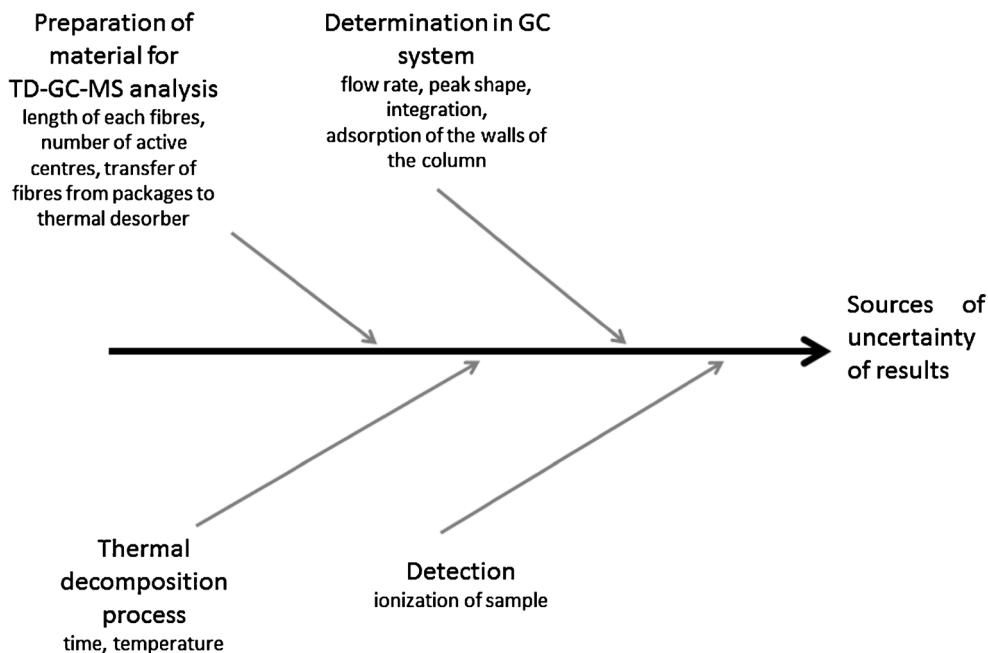 Preparation of
material for
TD-GC-MS analysis
length of each fibres,
number of active
centres, transfer of
fibres from packages to
thermal desorber
Determination in GC
system
flow rate, peak shape,
integration,
adsorption of the walls of
the column
Sources of
uncertainty
of results
Thermal
decomposition
process
time, temperature
Detection
ionization of sample